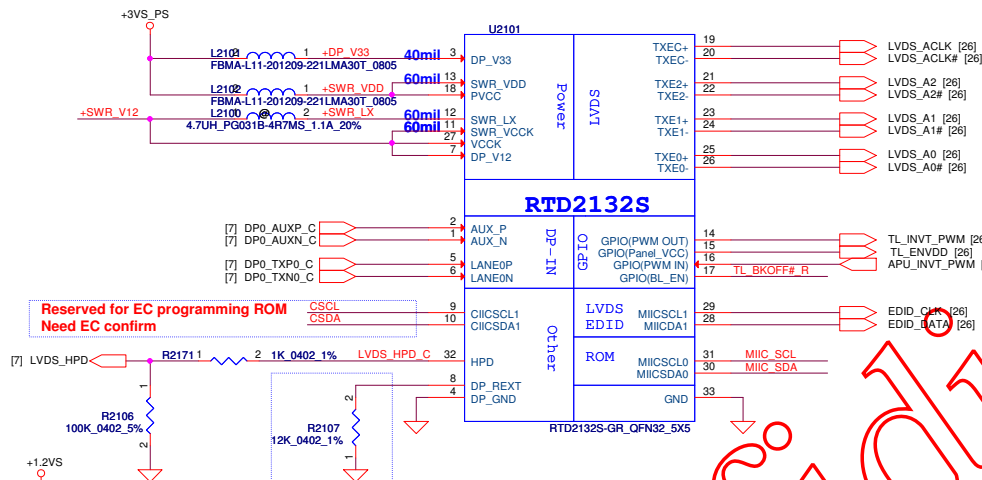 +3VS_PS
U2101
L2101
2 1 +DP_V33 40mil 3 DP_V33
FBMA-L11-201209-221LMA30T_0805
L2102
2 1 +SWR_VDD 60mil 13 SWR_VDD
18 PVCC
FBMA-L11-201209-221LMA30T_0805
L2100
+SWR_V12 1 @ 2 +SWR_LX 60mil 12 SWR_LX
4.7UH_PG031B-4R7MS_1.1A_20% 60mil 11 SWR_VCCK
27 VCCK
7 DP_V12
Power
LVDS
TXEC+ 19 LVDS_ACLK [26]
TXEC- 20 LVDS_ACLK# [26]
TXE2+ 21 LVDS_A2 [26]
TXE2- 22 LVDS_A2# [26]
TXE1+ 23 LVDS_A1 [26]
TXE1- 24 LVDS_A1# [26]
TXE0+ 25 LVDS_A0 [26]
TXE0- 26 LVDS_A0# [26]
RTD2132S
[7] DP0_AUXP_C 2 AUX_P
[7] DP0_AUXN_C 1 AUX_N
[7] DP0_TXP0_C 5 LANE0P
[7] DP0_TXN0_C 6 LANE0N
DP-IN
GPIO
GPIO(PWM OUT) 14 TL_INVT_PWM [26
GPIO(Panel_VCC) 15 TL_ENVDD [26]
GPIO(PWM IN) 16 APU_INVT_PWM [
GPIO(BL_EN) 17 TL_BKOFF#_R
Reserved for EC programming ROM
Need EC confirm
CSCL 9 CIICSCL1
CSDA 10 CIICSDA1
Other
LVDS
EDID
MIICSCL1 29 EDID_CLK [26]
MIICDA1 28 EDID_DATA [26]
ROM
MIICSCL0 31 MIIC_SCL
MIICSDA0 30 MIIC_SDA
[7] LVDS_HPD R2171 1 2 1K_0402_1% LVDS_HPD_C 32 HPD
8 DP_REXT
4 DP_GND
GND 33
1
R2106
100K_0402_5%
2
2
R2107
12K_0402_1%
1
RTD2132S-GR_QFN32_5X5
+1.2VS